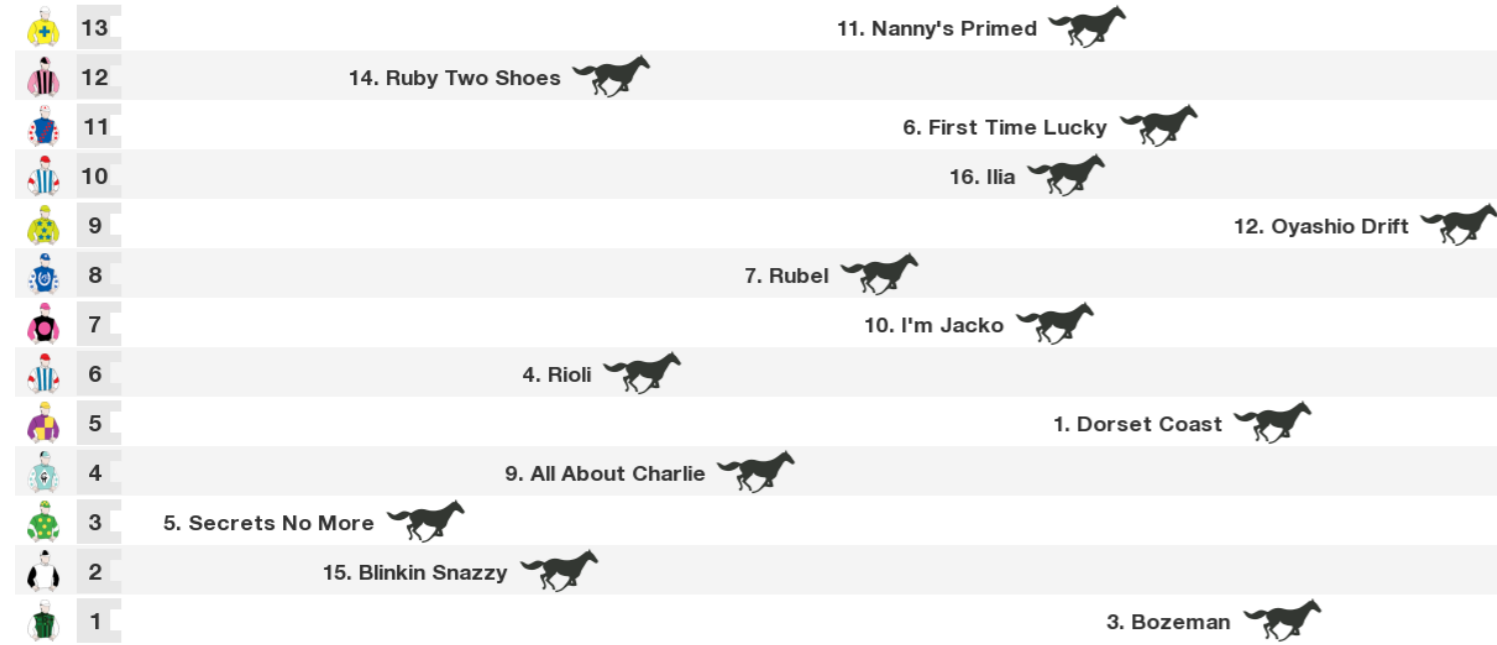 13 11. Nanny's Primed
12 14. Ruby Two Shoes
11 6. First Time Lucky
10 16. Ilia
9 12. Oyashio Drift
8 7. Rubel
7 10. I'm Jacko
6 4. Rioli
5 1. Dorset Coast
4 9. All About Charlie
3 5. Secrets No More
2 15. Blinkin Snazzy
1 3. Bozeman